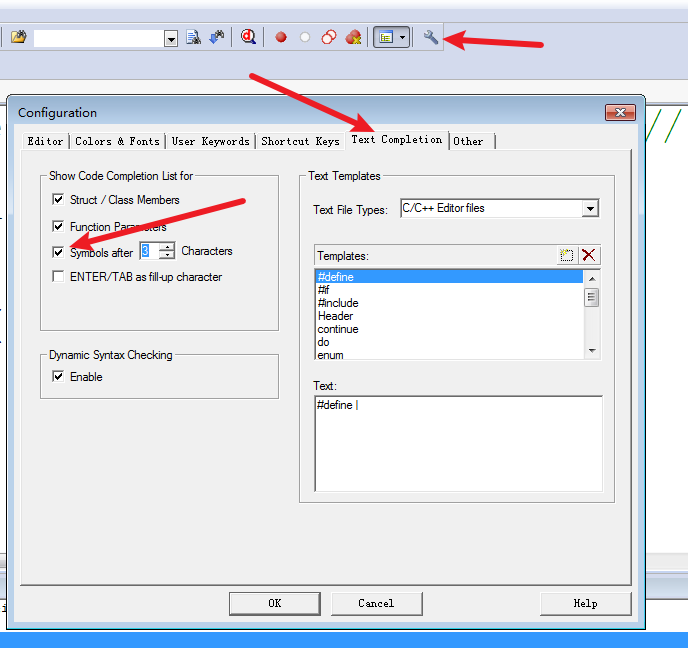 Configuration
Editor
Colors & Fonts
User Keywords
Shortcut Keys
Text Completion
Other
Show Code Completion List for
Struct / Class Members
Function Parameters
Symbols after 3 Characters
ENTER/TAB as fill-up character
Dynamic Syntax Checking
Enable
Text Templates
Text File Types: C/C++ Editor files
Templates:
#define
#if
#include
Header
continue
do
enum
Text:
#define |
OK
Cancel
Help
//